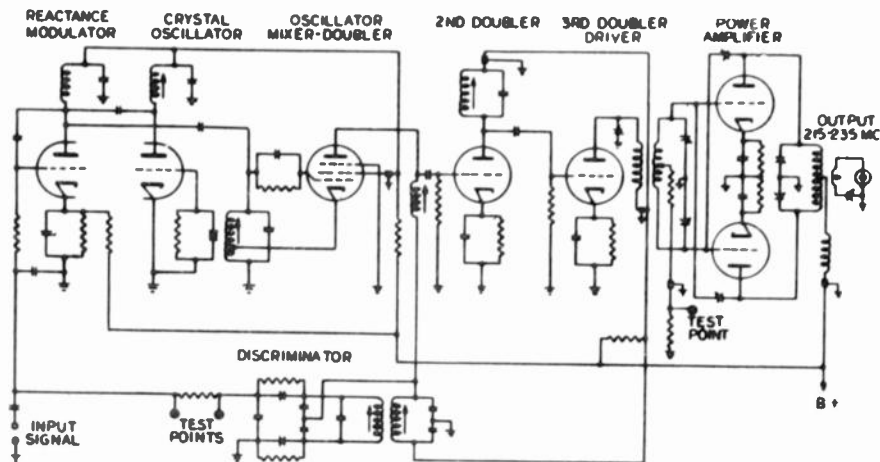 REACTANCE
MODULATOR
CRYSTAL
OSCILLATOR
OSCILLATOR
MIXER-DOUBLER
2ND DOUBLER
3RD DOUBLER
DRIVER
POWER
AMPLIFIER
OUTPUT
215-235 MC
TEST
POINT
DISCRIMINATOR
B+
INPUT
SIGNAL
TEST
POINTS